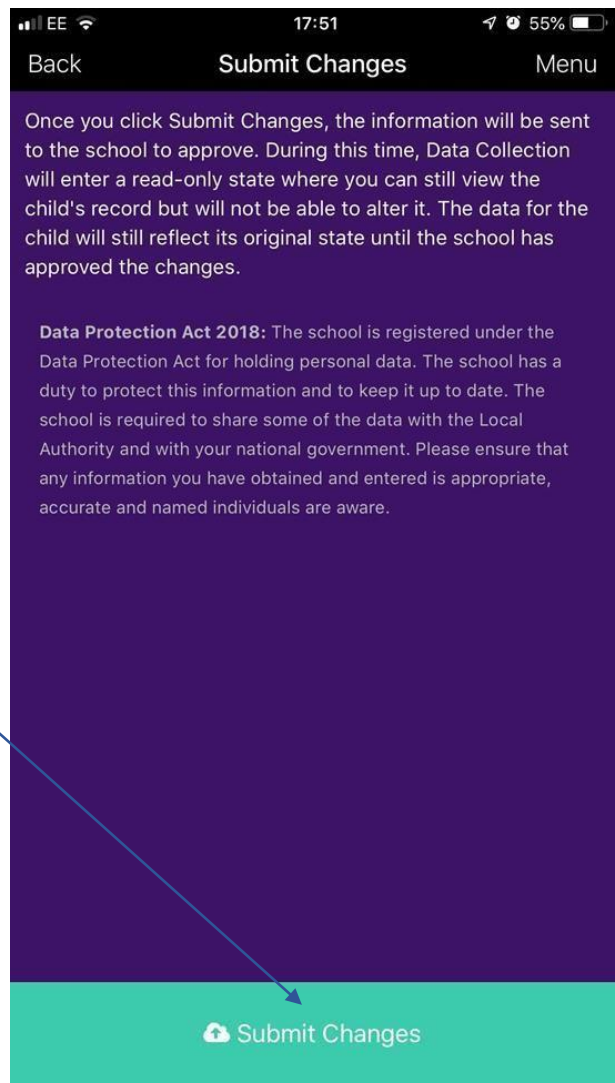 EE 17:51 55%
Back Submit Changes Menu
Once you click Submit Changes, the information will be sent
to the school to approve. During this time, Data Collection
will enter a read-only state where you can still view the
child's record but will not be able to alter it. The data for the
child will still reflect its original state until the school has
approved the changes.
Data Protection Act 2018: The school is registered under the
Data Protection Act for holding personal data. The school has a
duty to protect this information and to keep it up to date. The
school is required to share some of the data with the Local
Authority and with your national government. Please ensure that
any information you have obtained and entered is appropriate,
accurate and named individuals are aware.
Submit Changes